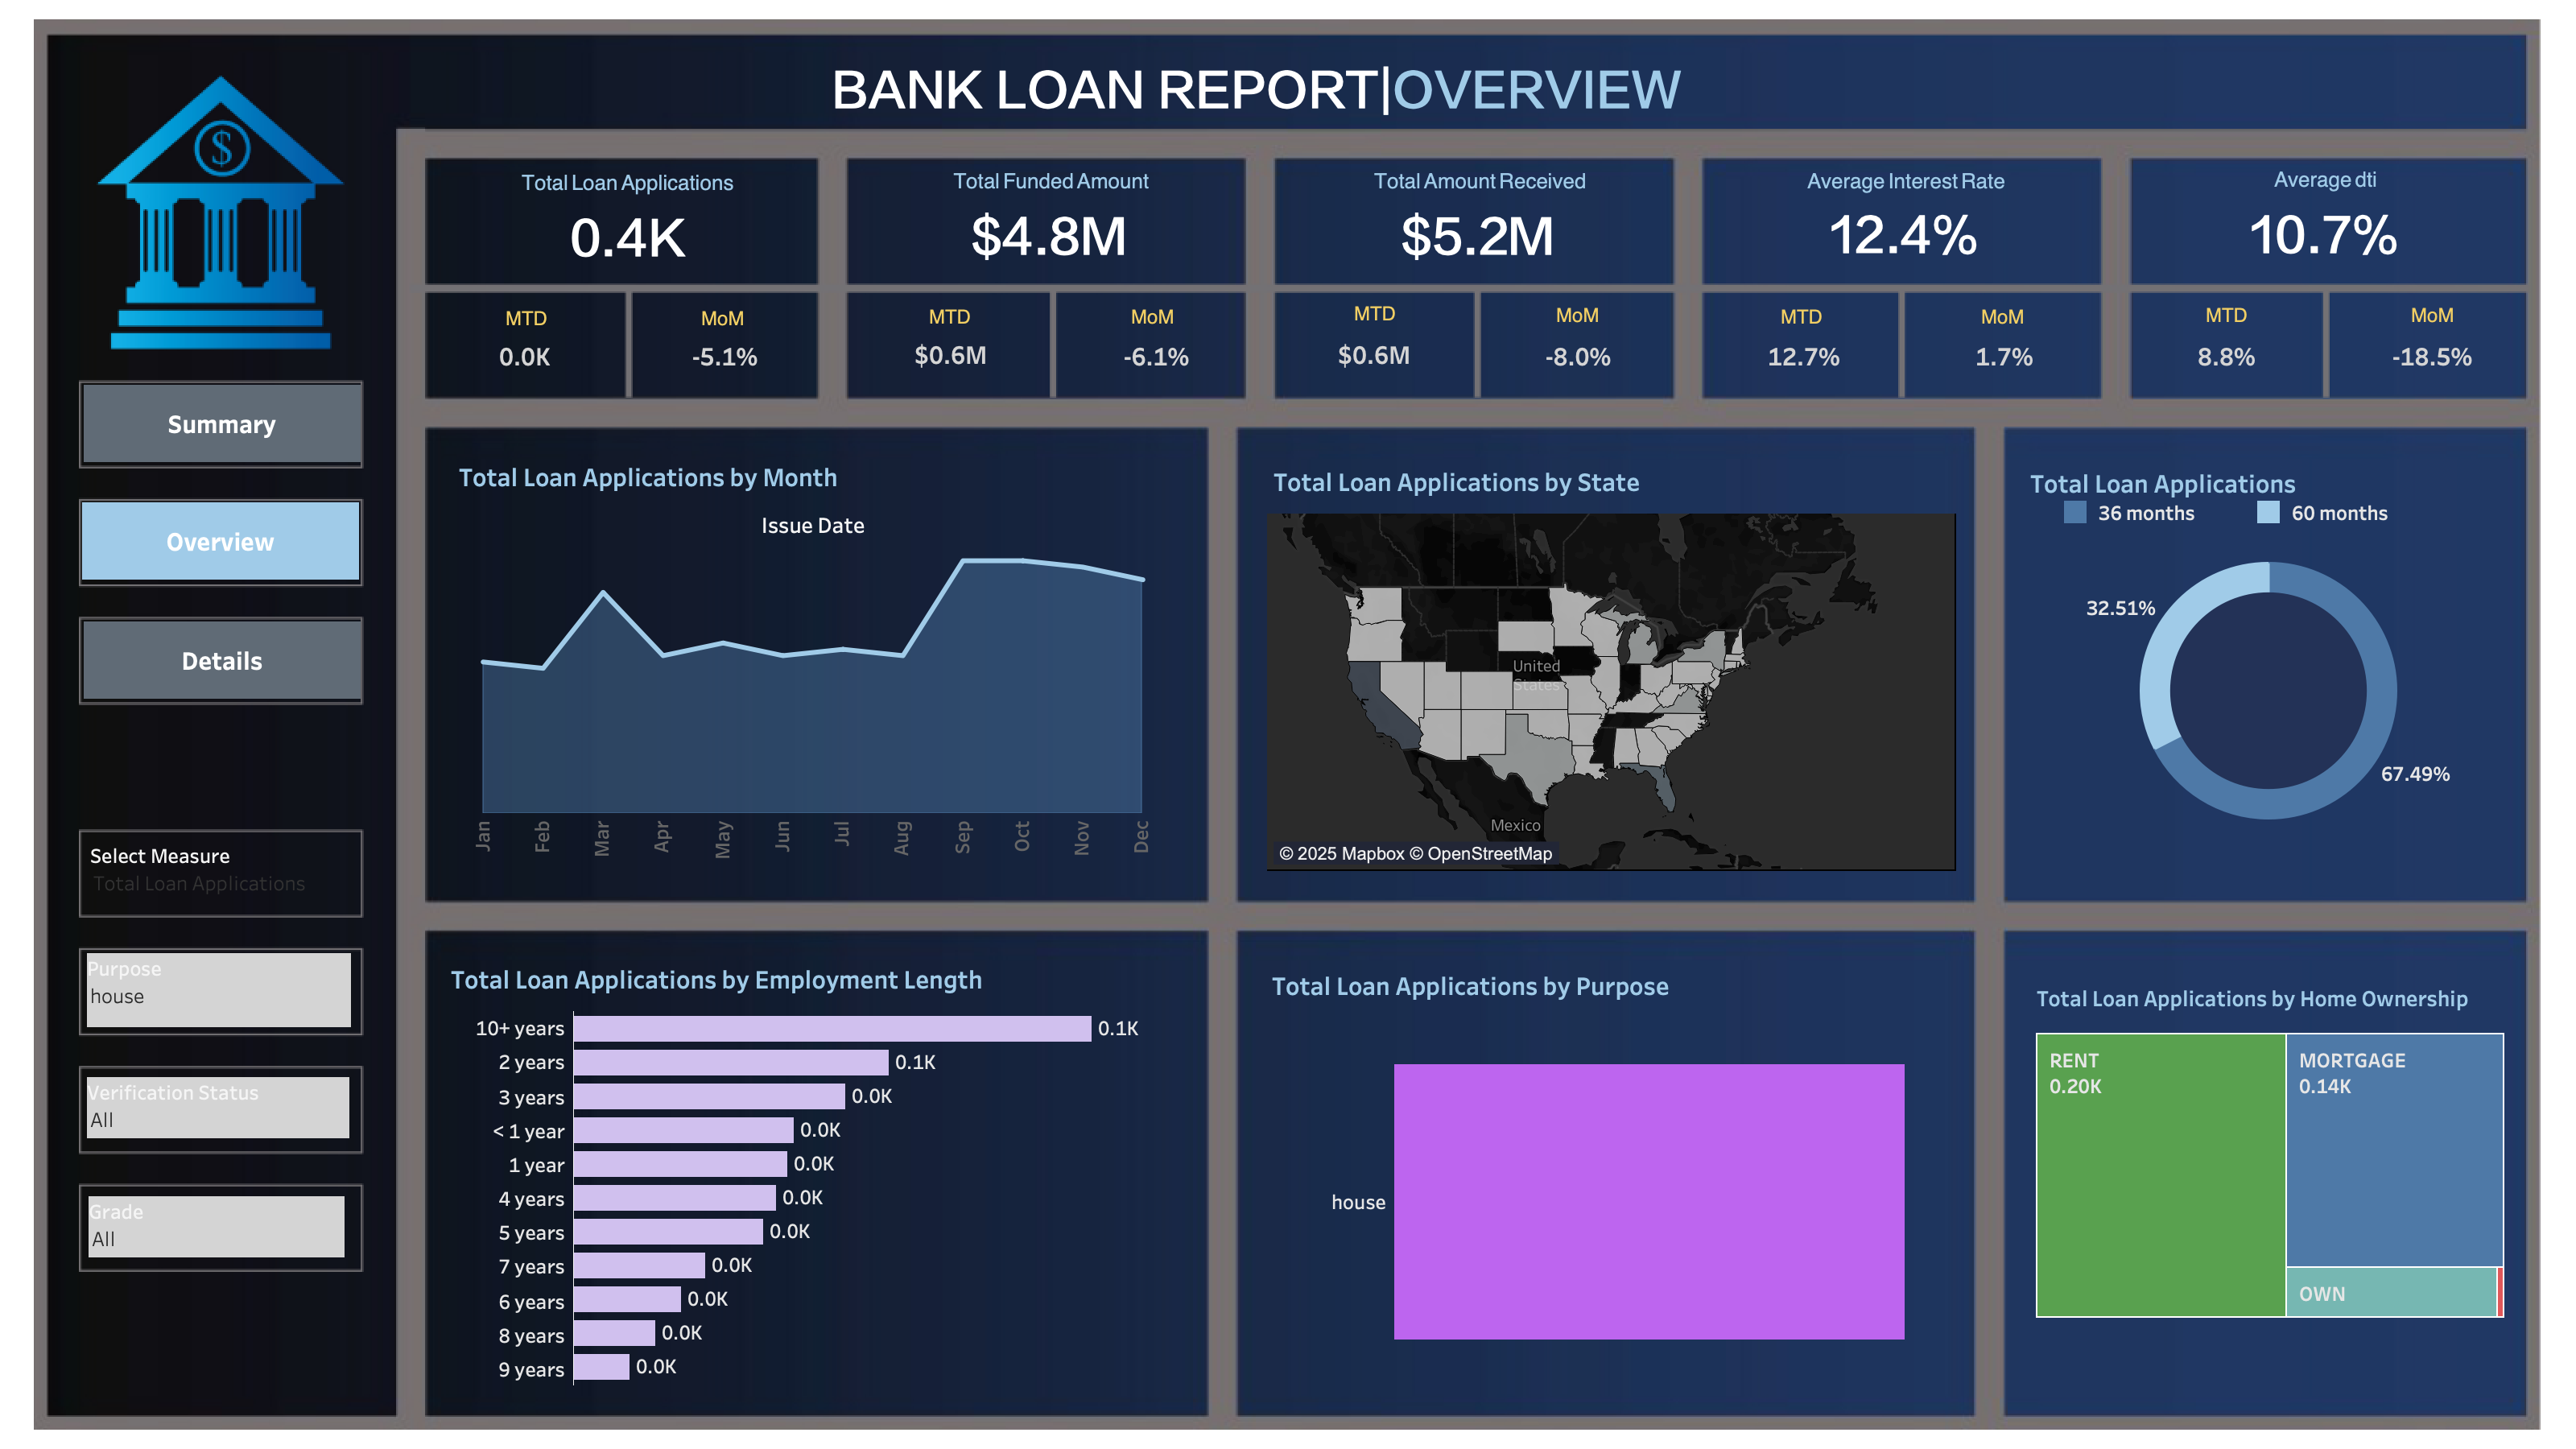 BANK LOAN REPORT|OVERVIEW
$
Summary
Overview
Details
Select Measure
Total Loan Applications
Purpose
house
Verification Status
All
Grade
All
Total Loan Applications
0.4K
MTD
0.0K
MoM
-5.1%
Total Funded Amount
$4.8M
MTD
$0.6M
MoM
-6.1%
Total Amount Received
$5.2M
MTD
$0.6M
MoM
-8.0%
Average Interest Rate
12.4%
MTD
12.7%
MoM
1.7%
Average dti
10.7%
MTD
8.8%
MoM
-18.5%
Total Loan Applications by Month
Issue Date
Jan
Feb
Mar
Apr
May
Jun
Jul
Aug
Sep
Oct
Nov
Dec
Total Loan Applications by State
United
States
Mexico
© 2025 Mapbox © OpenStreetMap
Total Loan Applications
36 months
60 months
32.51%
67.49%
Total Loan Applications by Employment Length
10+ years 0.1K
2 years 0.1K
3 years 0.0K
< 1 year 0.0K
1 year 0.0K
4 years 0.0K
5 years 0.0K
7 years 0.0K
6 years 0.0K
8 years 0.0K
9 years 0.0K
Total Loan Applications by Purpose
house
Total Loan Applications by Home Ownership
RENT
0.20K
MORTGAGE
0.14K
OWN